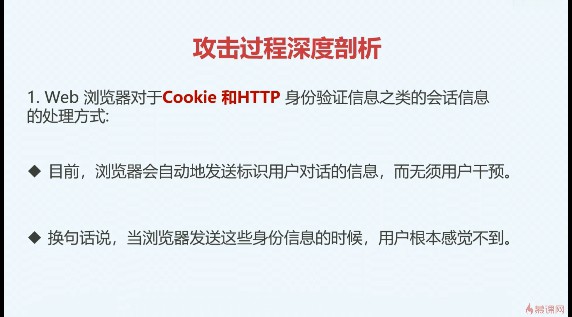 攻击过程深度剖析
1. Web 浏览器对于Cookie 和HTTP 身份验证信息之类的会话信息
的处理方式:
◆ 目前，浏览器会自动地发送标识用户对话的信息，而无须用户干预。
◆ 换句话说，当浏览器发送这些身份信息的时候，用户根本感觉不到。
慕课网